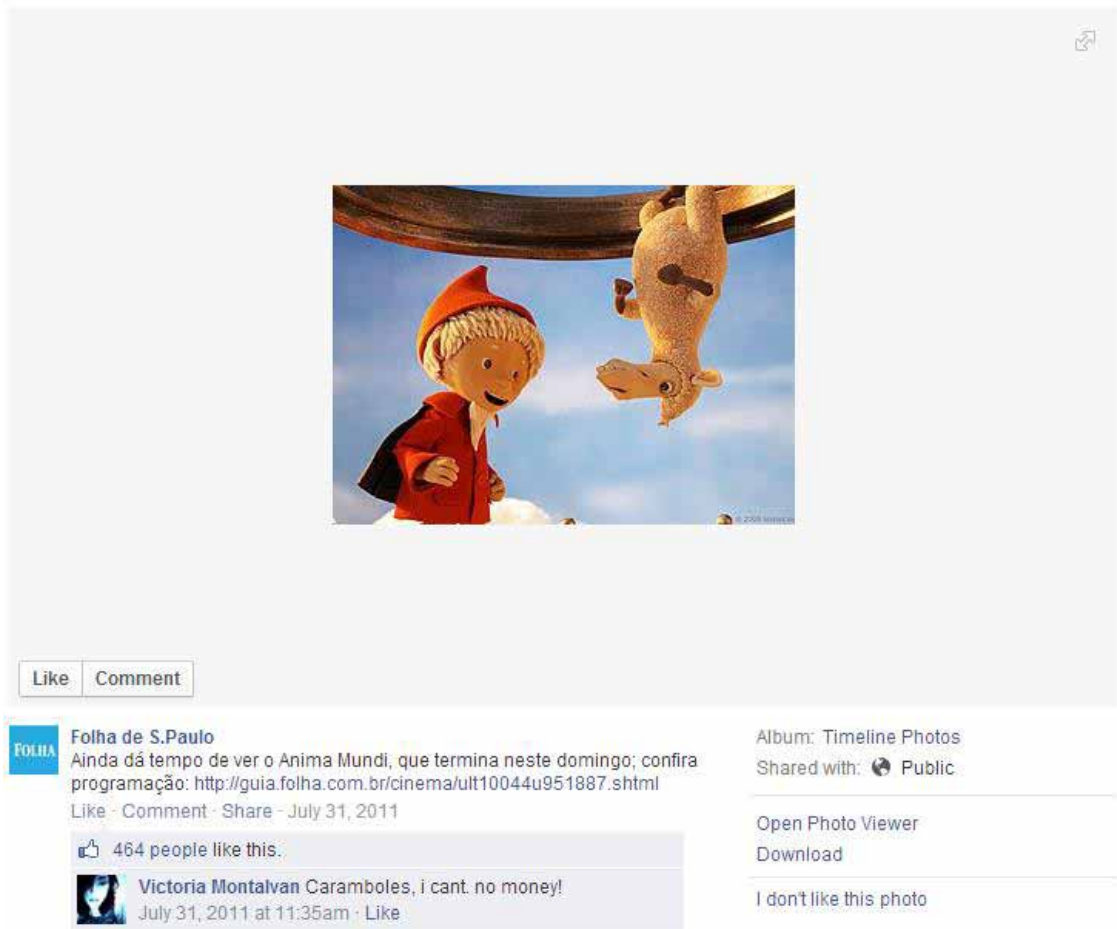 Like Comment
FOLHA
Folha de S.Paulo
Ainda dá tempo de ver o Anima Mundi, que termina neste domingo; confira
programação: http://guia.folha.com.br/cinema/ult10044u951887.shtml
Like · Comment · Share · July 31, 2011
464 people like this.
Victoria Montalvan Caramboles, i cant. no money!
July 31, 2011 at 11:35am · Like
Album: Timeline Photos
Shared with: Public
Open Photo Viewer
Download
I don't like this photo